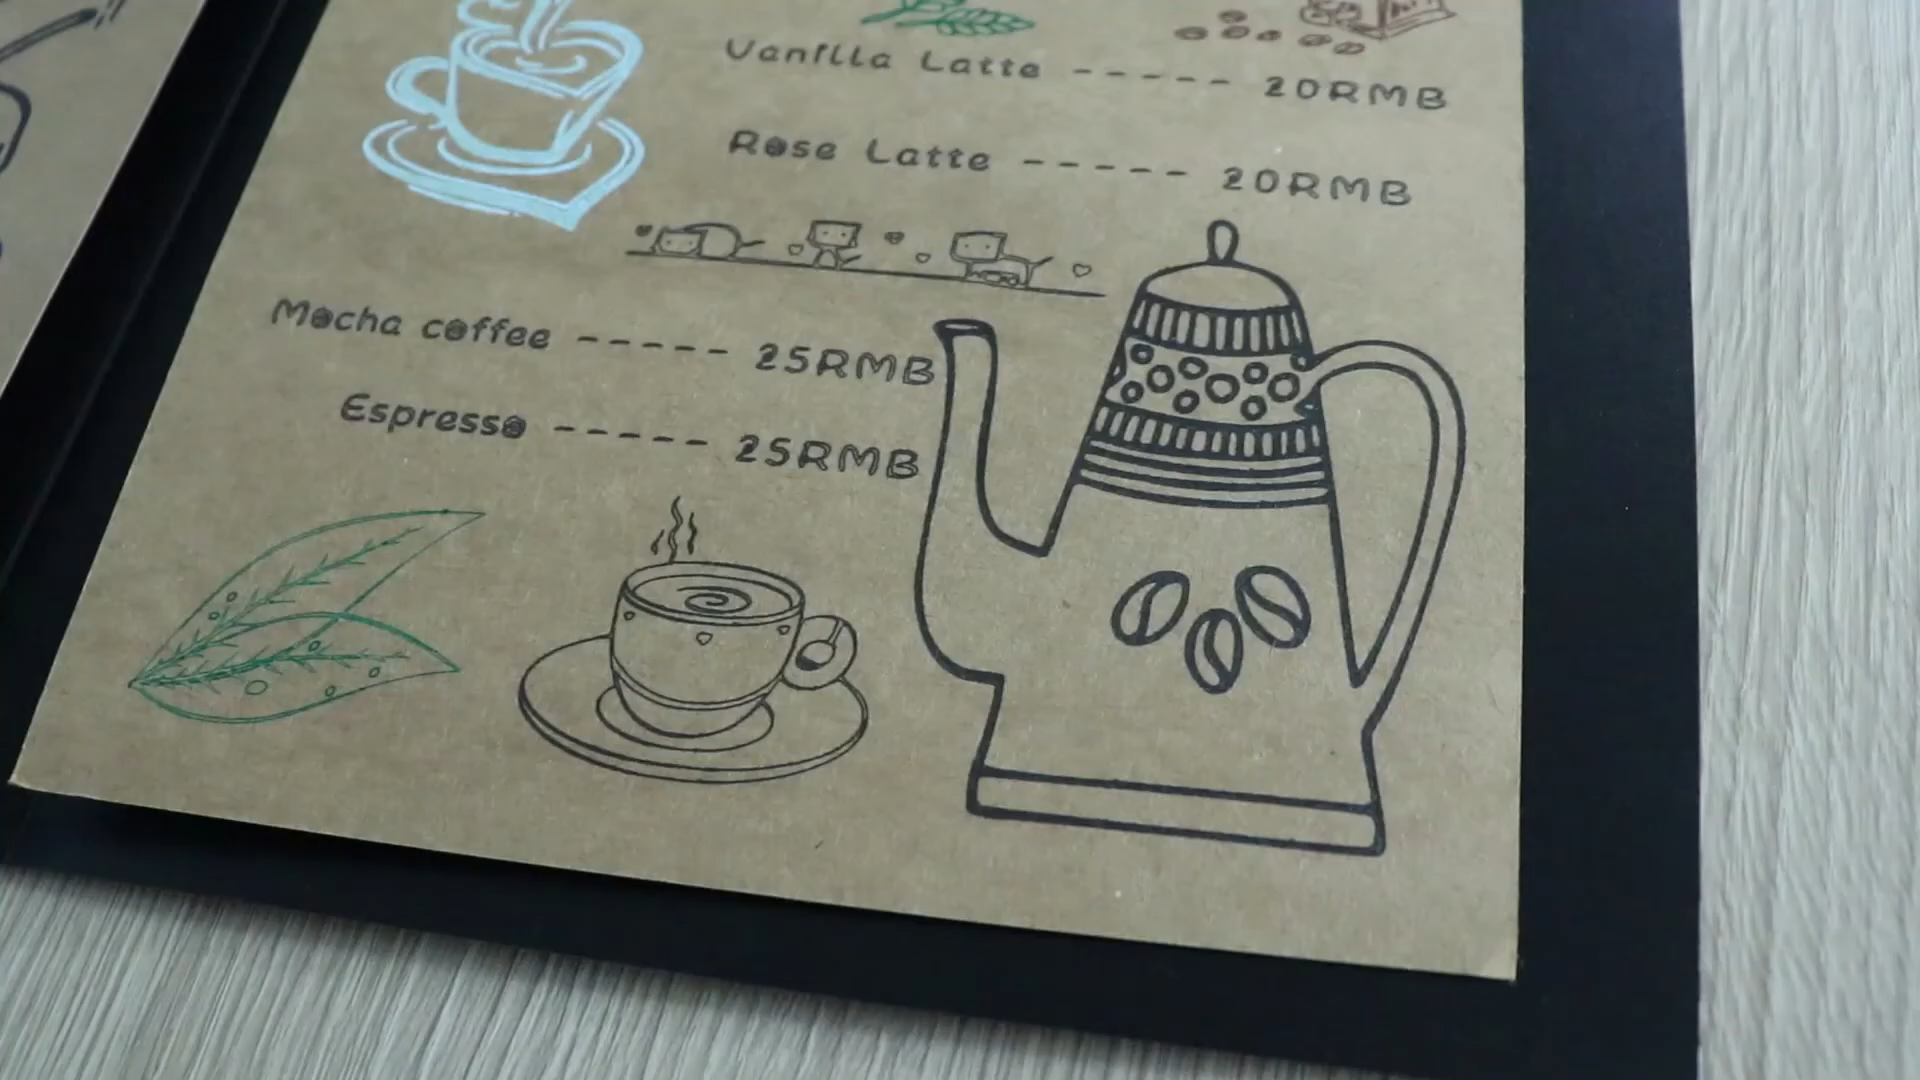 Vanilla Latte ----- 20RMB
Rose Latte ----- 20RMB
Mocha coffee ----- 25RMB
Espresso ----- 25RMB